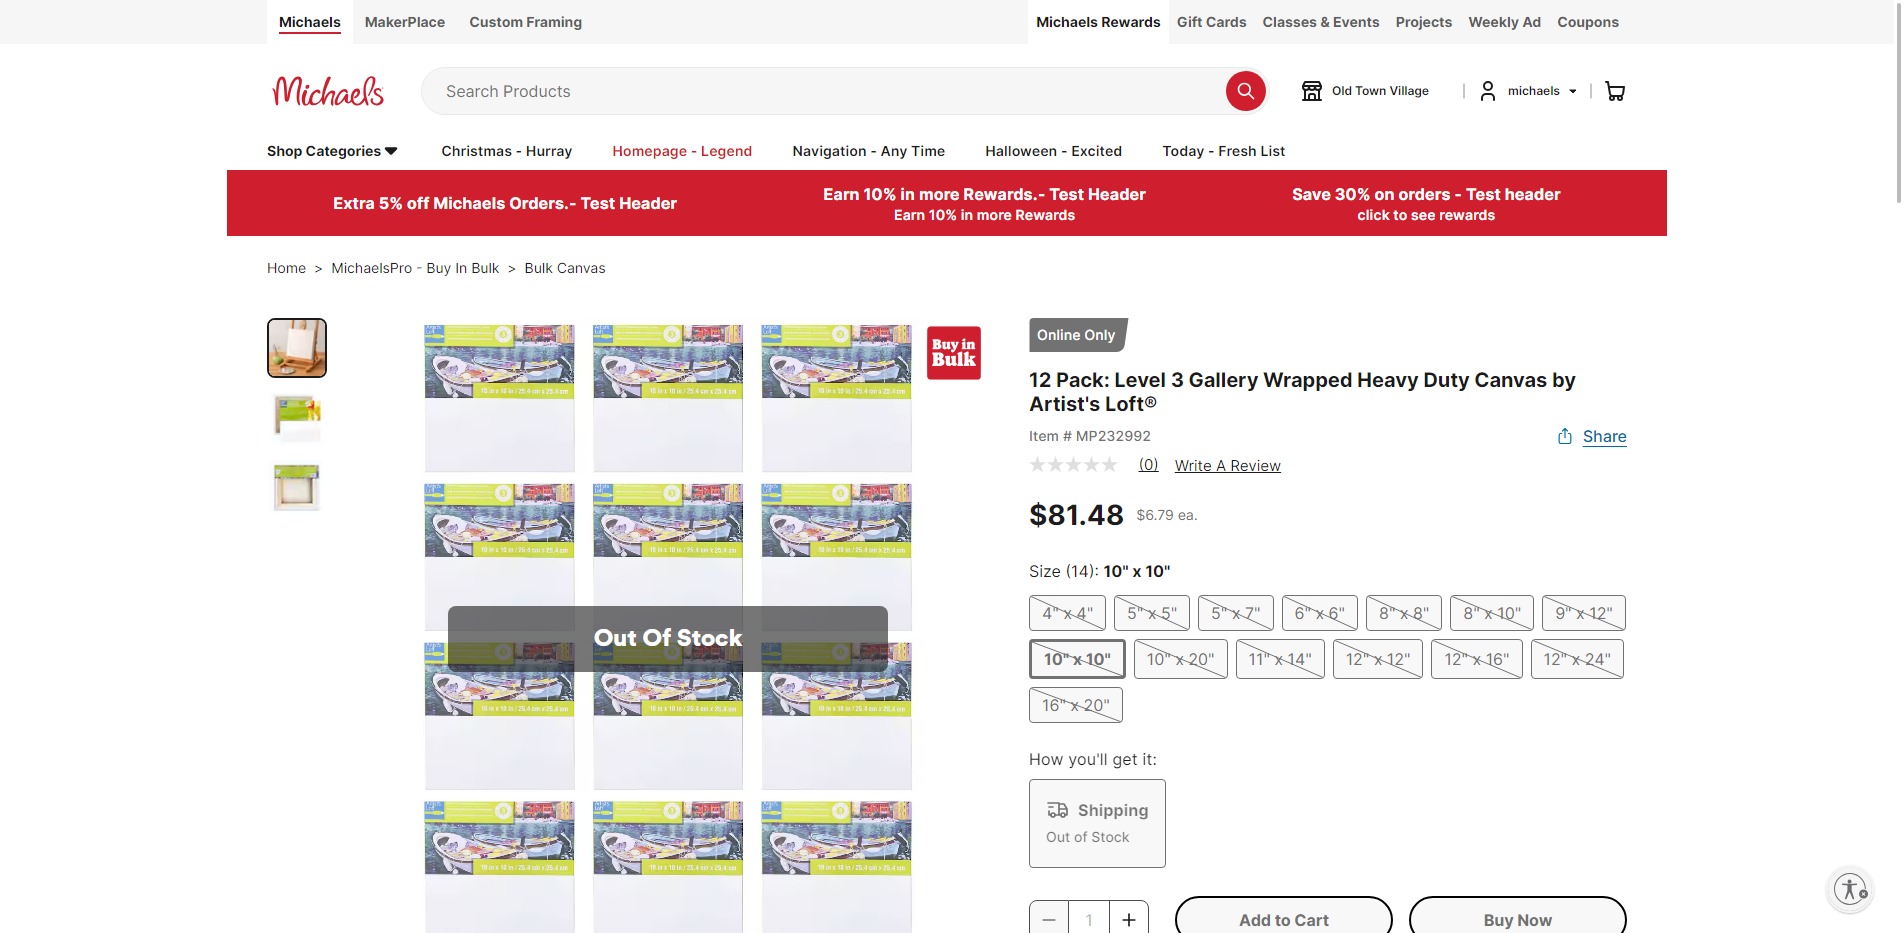 Michaels
MakerPlace
Custom Framing
Michaels Rewards
Gift Cards
Classes & Events
Projects
Weekly Ad
Coupons
Michaels
Search Products
Old Town Village
michaels
Shop Categories
Christmas - Hurray
Homepage - Legend
Navigation - Any Time
Halloween - Excited
Today - Fresh List
Extra 5% off Michaels Orders.- Test Header
Earn 10% in more Rewards.- Test Header
Earn 10% in more Rewards
Save 30% on orders - Test header
click to see rewards
Home > MichaelsPro - Buy In Bulk > Bulk Canvas
Buy in
Bulk
Out Of Stock
Online Only
12 Pack: Level 3 Gallery Wrapped Heavy Duty Canvas by
Artist's Loft®
Item # MP232992
Share
(0)
Write A Review
$81.48
$6.79 ea.
Size (14): 10" x 10"
4" x 4"
5" x 5"
5" x 7"
6" x 6"
8" x 8"
8" x 10"
9" x 12"
10" x 10"
10" x 20"
11" x 14"
12" x 12"
12" x 16"
12" x 24"
16" x 20"
How you'll get it:
Shipping
Out of Stock
1
Add to Cart
Buy Now